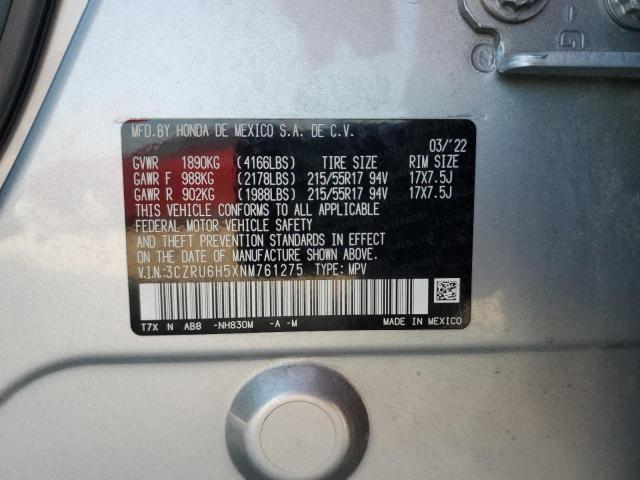 MFD.BY HONDA DE MEXICO S.A. DE C.V.
03/'22
GVWR 1890KG (4166LBS) TIRE SIZE RIM SIZE
GAWR F 988KG (2178LBS) 215/55R17 94V 17X7.5J
GAWR R 902KG (1988LBS) 215/55R17 94V 17X7.5J
THIS VEHICLE CONFORMS TO ALL APPLICABLE
FEDERAL MOTOR VEHICLE SAFETY
AND THEFT PREVENTION STANDARDS IN EFFECT
ON THE DATE OF MANUFACTURE SHOWN ABOVE.
V.I.N:3CZRU6H5XNM761275 TYPE: MPV
T7X N AB8 -NH830M -A -M MADE IN MEXICO